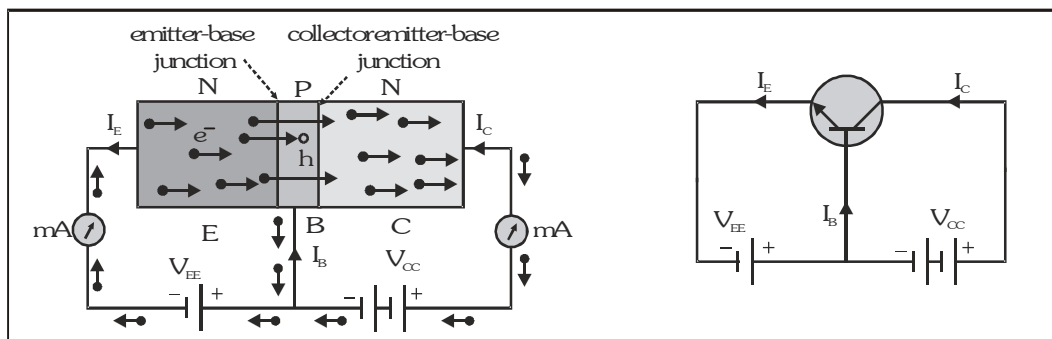 emitter-base collectoremitter-base
junction junction
N P N
I_E e⁻ h I_C
mA E B C mA
I_B
V_EE V_CC
− + − +
I_E I_C
I_B
V_EE V_CC
− + − +